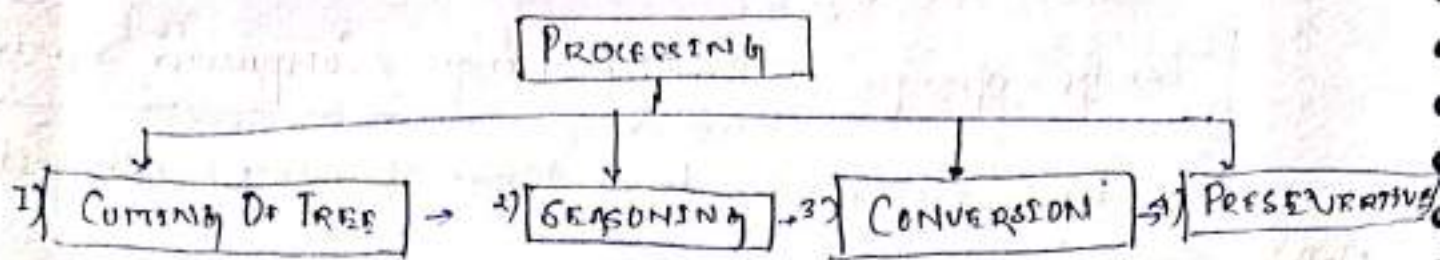 PROCESSING
1) CUTTING OF TREE → 2) SEASONING → 3) CONVERSION → 4) PRESERVATIVE